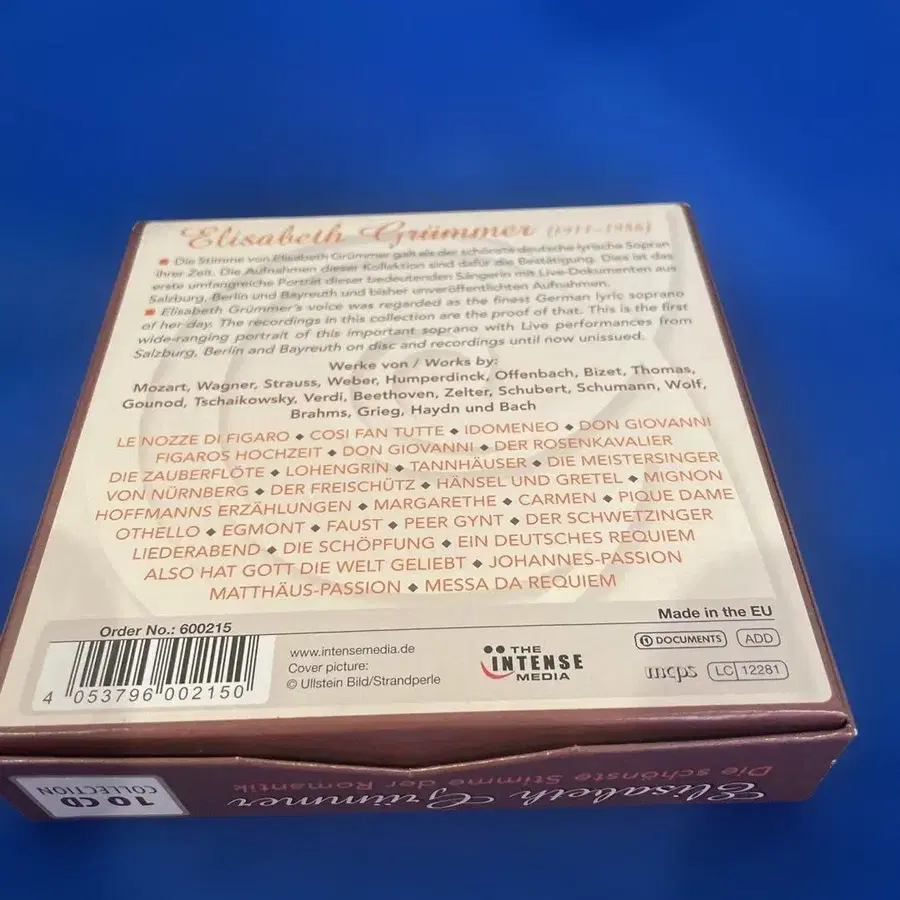 Elisabeth Grümmer (1911-1986)
■ Die Stimme von Elisabeth Grümmer galt als der schönste deutsche lyrische Sopran
ihrer Zeit. Die Aufnahmen dieser Kollektion sind dafür die Bestätigung. Dies ist das
erste umfangreiche Porträt dieser bedeutenden Sängerin mit Live-Dokumenten aus
Salzburg, Berlin und Bayreuth und bisher unveröffentlichten Aufnahmen.
■ Elisabeth Grümmer's voice was regarded as the finest German lyric soprano
of her day. The recordings in this collection are the proof of that. This is the first
wide-ranging portrait of this important soprano with Live performances from
Salzburg, Berlin and Bayreuth on disc and recordings until now unissued.
Werke von / Works by:
Mozart, Wagner, Strauss, Weber, Humperdinck, Offenbach, Bizet, Thomas,
Gounod, Tschaikowsky, Verdi, Beethoven, Zelter, Schubert, Schumann, Wolf,
Brahms, Grieg, Haydn und Bach
LE NOZZE DI FIGARO ◆ COSI FAN TUTTE ◆ IDOMENEO ◆ DON GIOVANNI
FIGAROS HOCHZEIT ◆ DON GIOVANNI ◆ DER ROSENKAVALIER
DIE ZAUBERFLÖTE ◆ LOHENGRIN ◆ TANNHÄUSER ◆ DIE MEISTERSINGER
VON NÜRNBERG ◆ DER FREISCHÜTZ ◆ HÄNSEL UND GRETEL ◆ MIGNON
HOFFMANNS ERZÄHLUNGEN ◆ MARGARETHE ◆ CARMEN ◆ PIQUE DAME
OTHELLO ◆ EGMONT ◆ FAUST ◆ PEER GYNT ◆ DER SCHWETZINGER
LIEDERABEND ◆ DIE SCHÖPFUNG ◆ EIN DEUTSCHES REQUIEM
ALSO HAT GOTT DIE WELT GELIEBT ◆ JOHANNES-PASSION
MATTHÄUS-PASSION ◆ MESSA DA REQUIEM
Made in the EU
Order No.: 600215
4 053796 002150
www.intensemedia.de
Cover picture:
© Ullstein Bild/Strandperle
THE
INTENSE
MEDIA
DOCUMENTS
ADD
mcps
LC 12281
Die schönste Stimme der Romantik
Elisabeth Grümmer
10 CD
COLLECTION